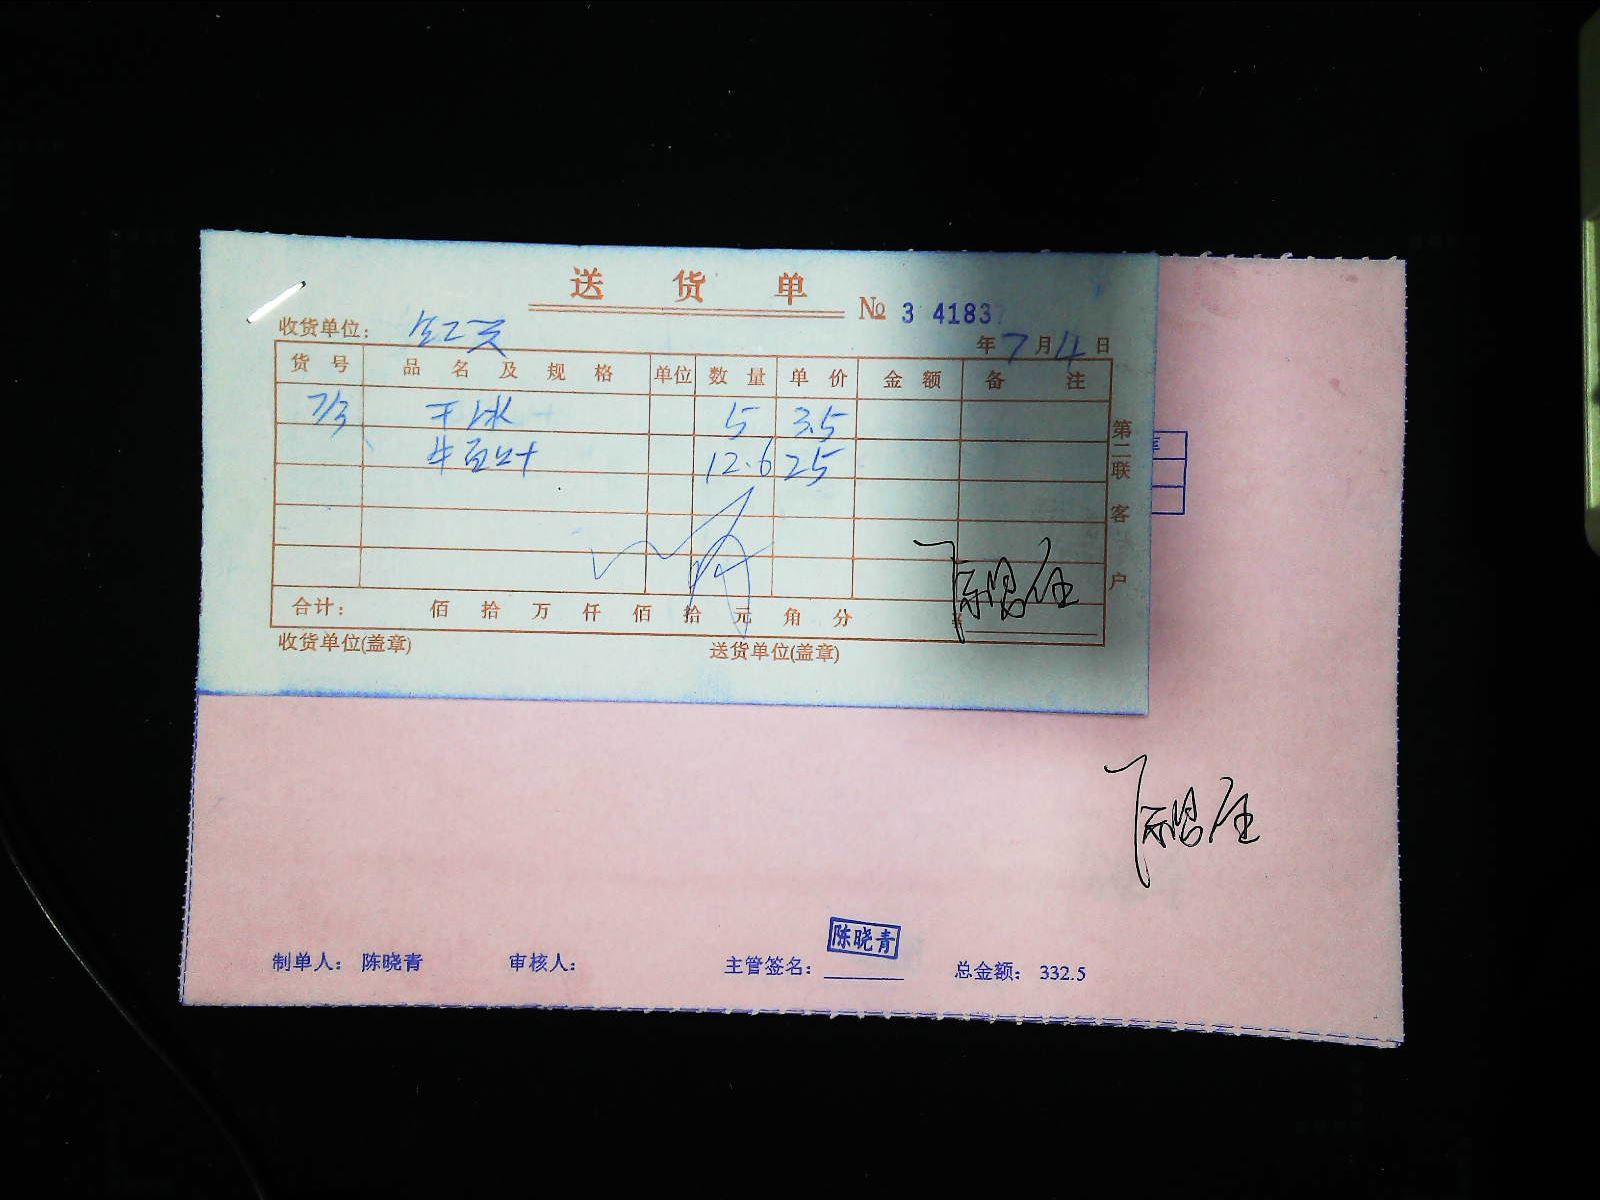 送 货 单
№ 3 41837
收货单位：
年 7 月 4 日
货 号 品 名 及 规 格 单位 数 量 单 价 金 额 备 注
7/3 干冰 5 3.5
12.6 25
合计： 佰 拾 万 仟 佰 拾 元 角 分
收货单位(盖章) 送货单位(盖章)
第二联 客户
陈晓青
制单人： 陈晓青 审核人： 主管签名： 总金额： 332.5